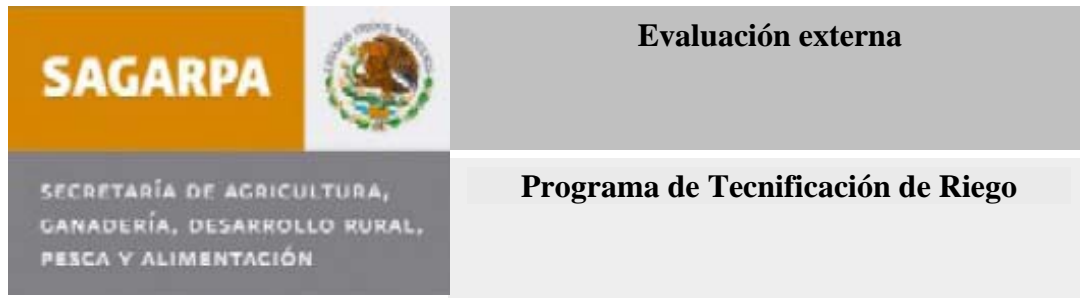 SAGARPA
SECRETARÍA DE AGRICULTURA,
GANADERÍA, DESARROLLO RURAL,
PESCA Y ALIMENTACIÓN
Evaluación externa
Programa de Tecnificación de Riego